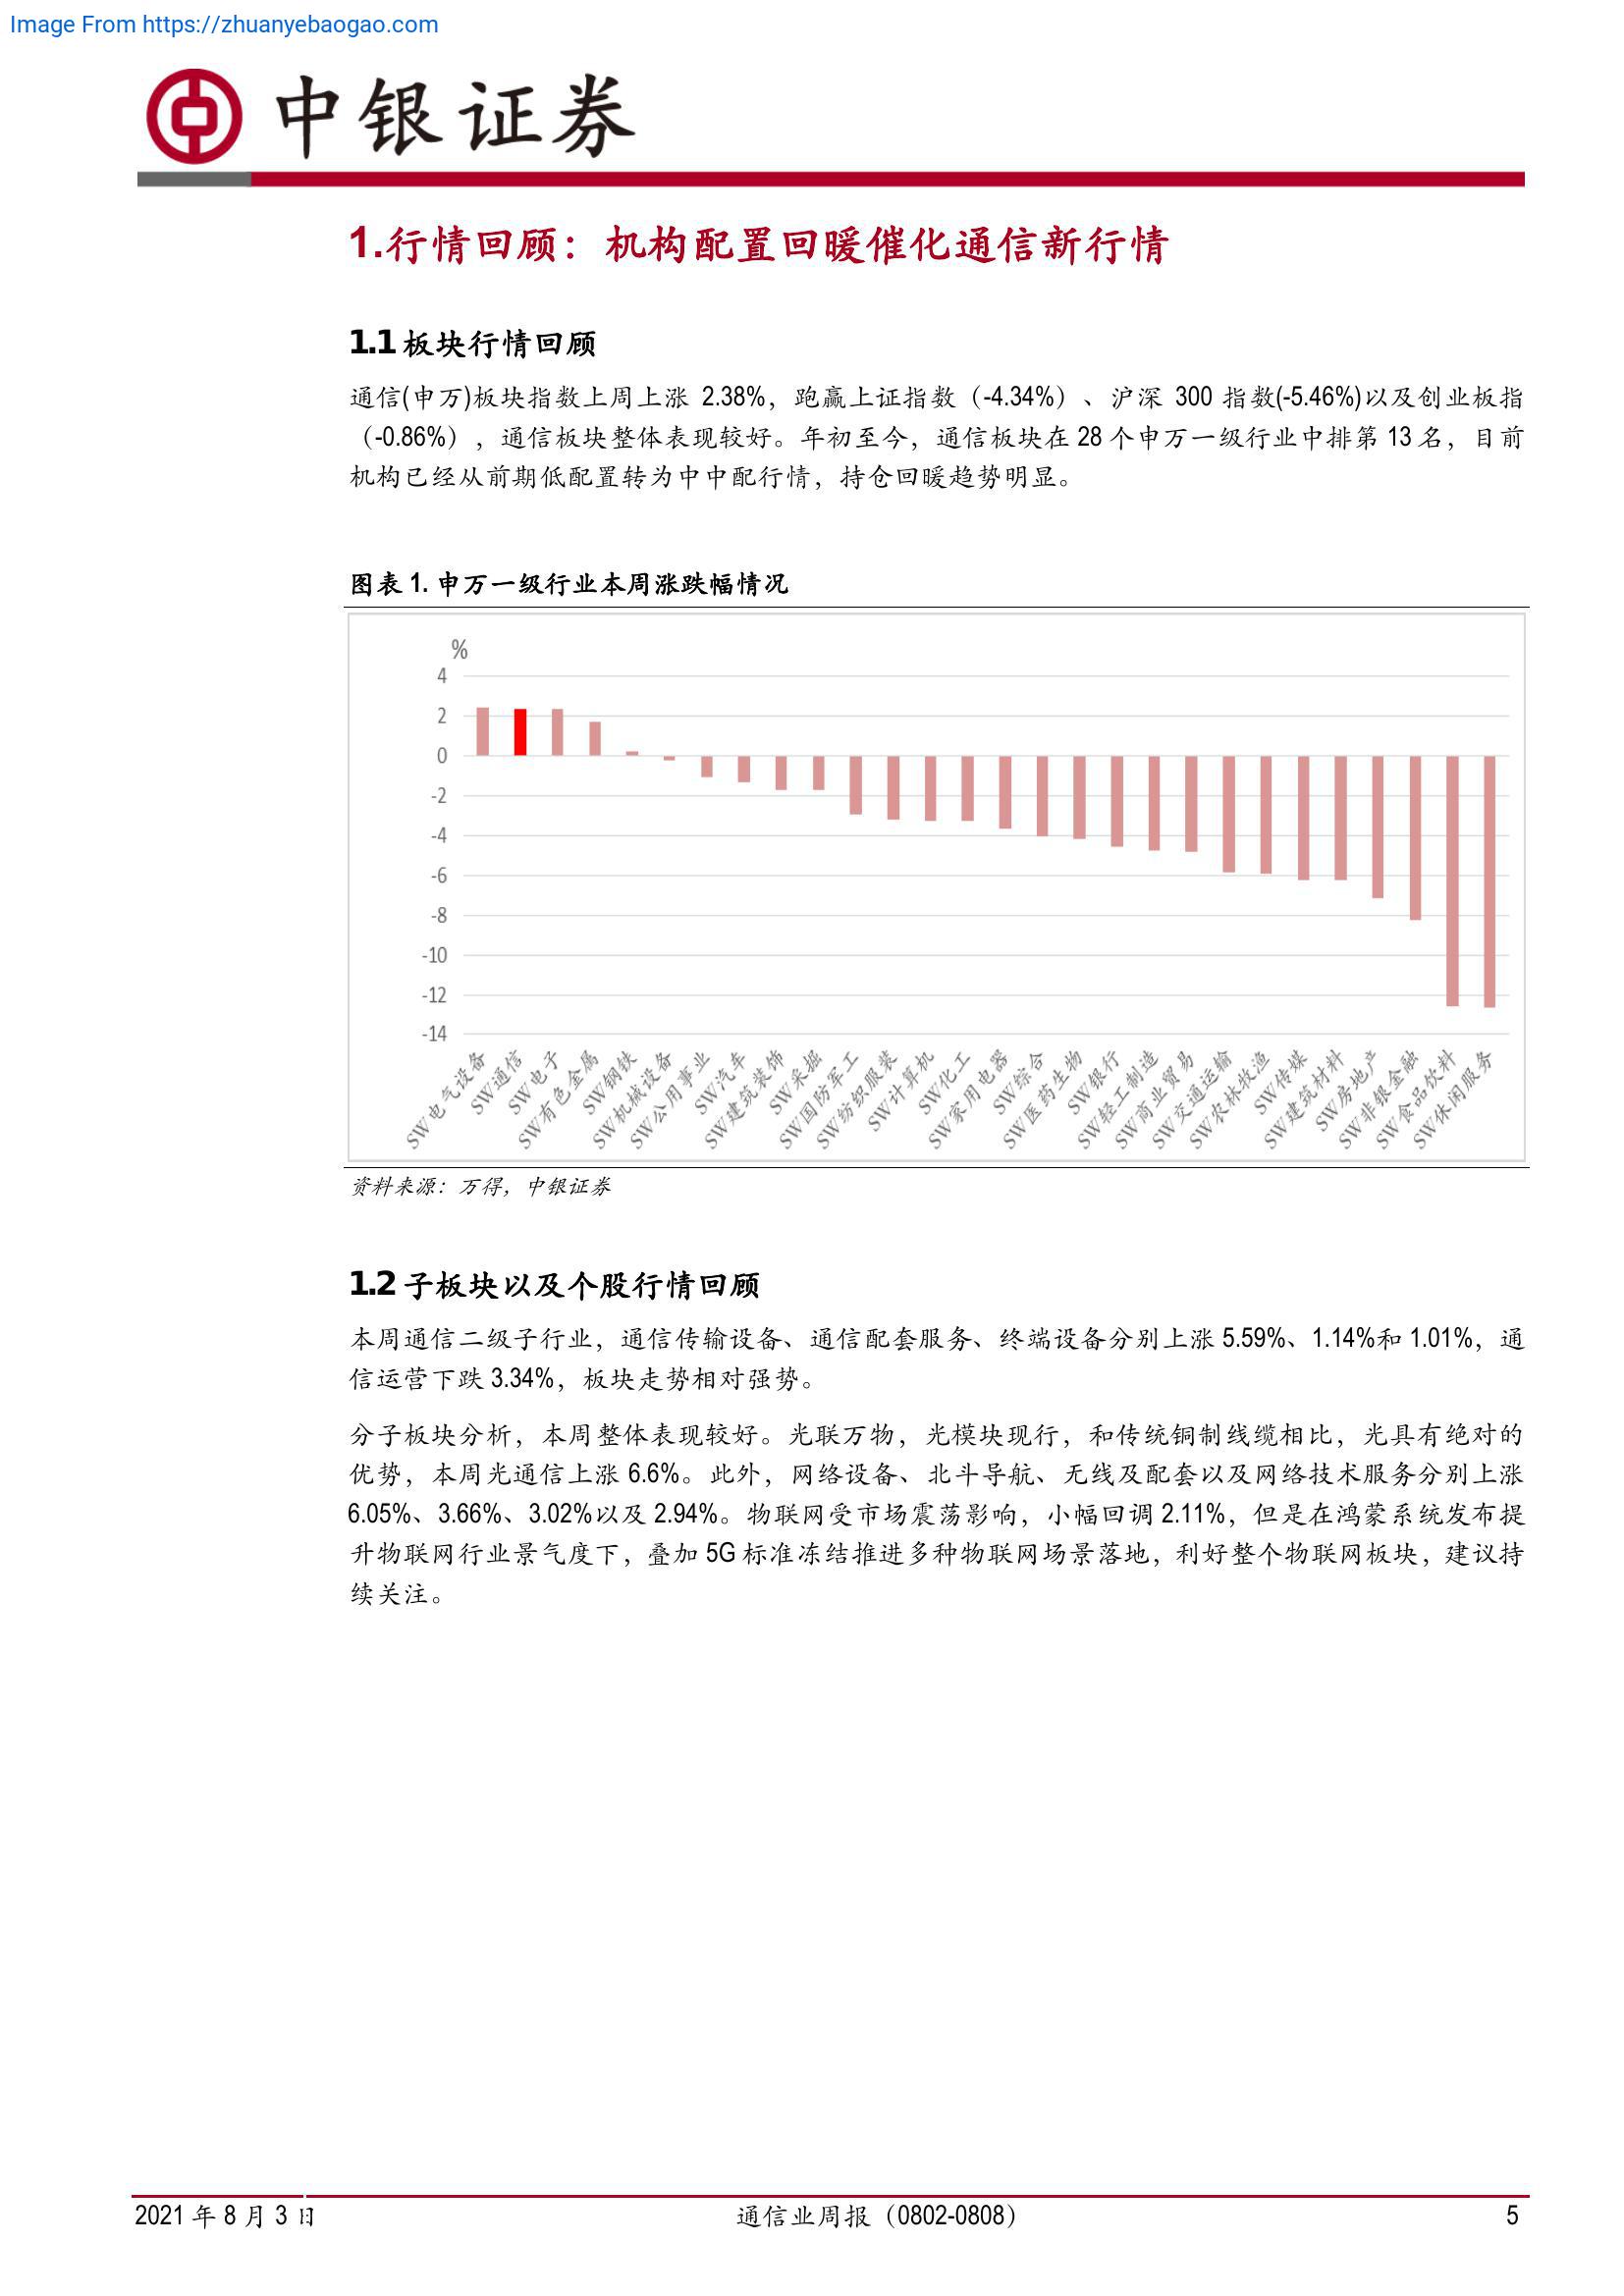 Image From https://zhuanyebaogao.com
中银证券
1.行情回顾：机构配置回暖催化通信新行情
1.1 板块行情回顾
通信(申万)板块指数上周上涨 2.38%，跑赢上证指数（-4.34%）、沪深 300 指数(-5.46%)以及创业板指
（-0.86%），通信板块整体表现较好。年初至今，通信板块在 28 个申万一级行业中排第 13 名，目前
机构已经从前期低配置转为中中配行情，持仓回暖趋势明显。
图表 1. 申万一级行业本周涨跌幅情况
%
4
2
0
-2
-4
-6
-8
-10
-12
-14
SW电气设备
SW通信
SW电子
SW有色金属
SW钢铁
SW机械设备
SW公用事业
SW汽车
SW建筑装饰
SW采掘
SW国防军工
SW纺织服装
SW计算机
SW化工
SW家用电器
SW综合
SW医药生物
SW银行
SW轻工制造
SW商业贸易
SW交通运输
SW农林牧渔
SW传媒
SW建筑材料
SW房地产
SW非银金融
SW食品饮料
SW休闲服务
资料来源：万得，中银证券
1.2 子板块以及个股行情回顾
本周通信二级子行业，通信传输设备、通信配套服务、终端设备分别上涨 5.59%、1.14%和 1.01%，通
信运营下跌 3.34%，板块走势相对强势。
分子板块分析，本周整体表现较好。光联万物，光模块现行，和传统铜制线缆相比，光具有绝对的
优势，本周光通信上涨 6.6%。此外，网络设备、北斗导航、无线及配套以及网络技术服务分别上涨
6.05%、3.66%、3.02%以及 2.94%。物联网受市场震荡影响，小幅回调 2.11%，但是在鸿蒙系统发布提
升物联网行业景气度下，叠加 5G 标准冻结推进多种物联网场景落地，利好整个物联网板块，建议持
续关注。
2021 年 8 月 3 日
通信业周报（0802-0808）
5